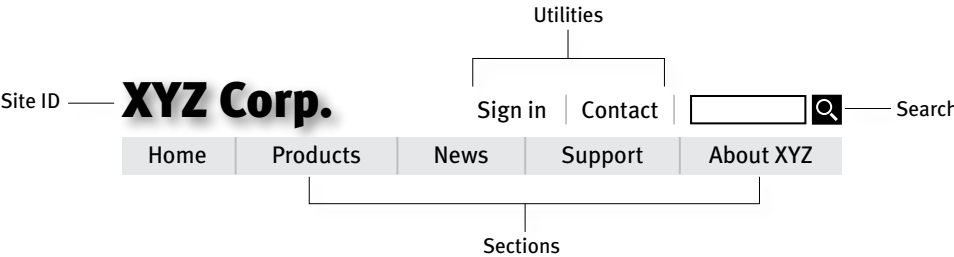 Utilities
Site ID XYZ Corp. Sign in Contact Search
Home Products News Support About XYZ
Sections